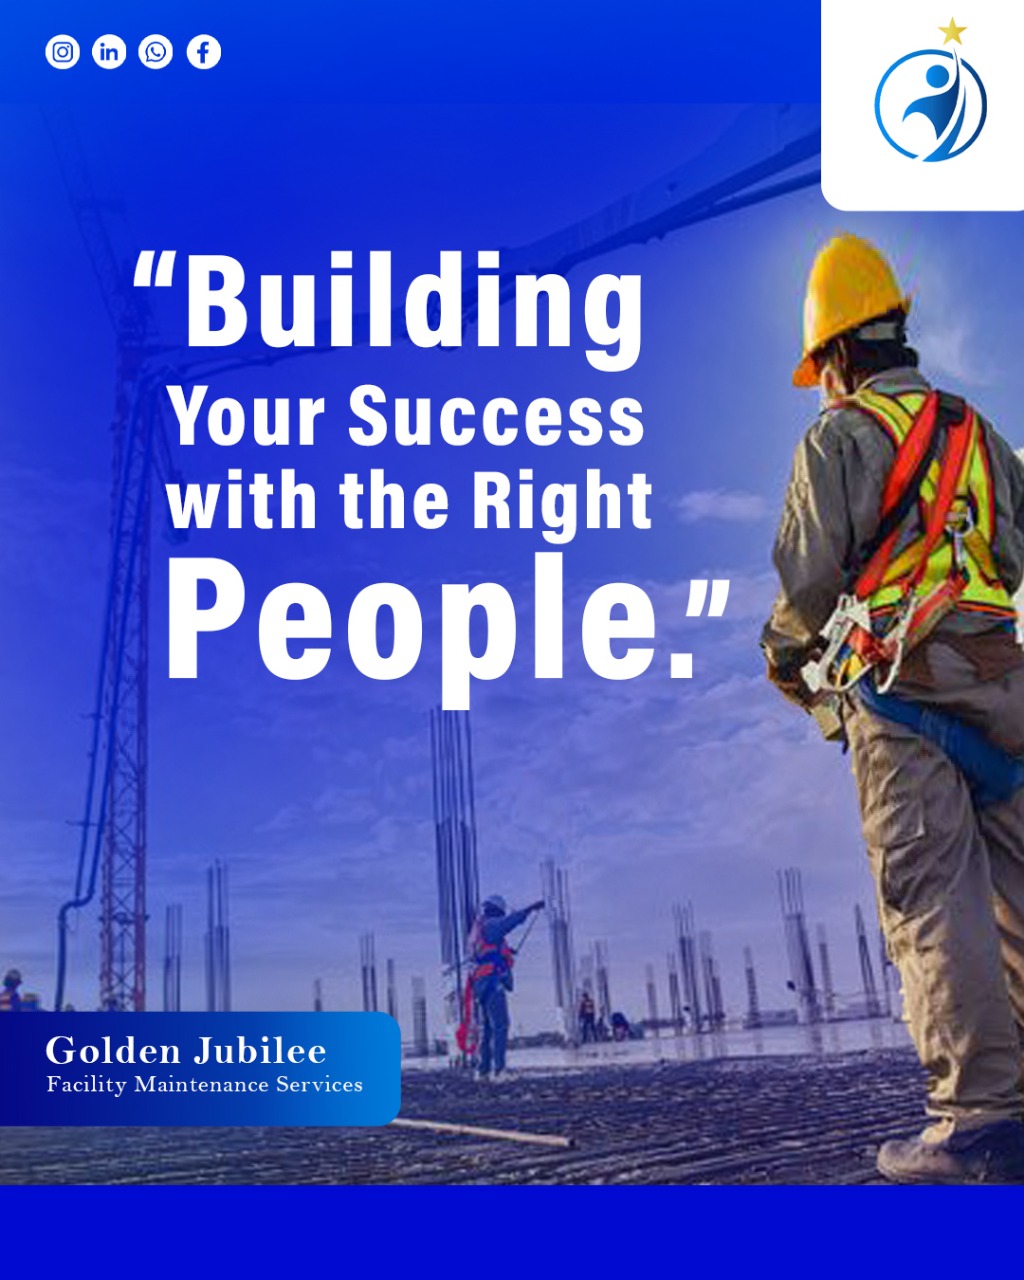 “Building
Your Success
with the Right
People.”
Golden Jubilee
Facility Maintenance Services